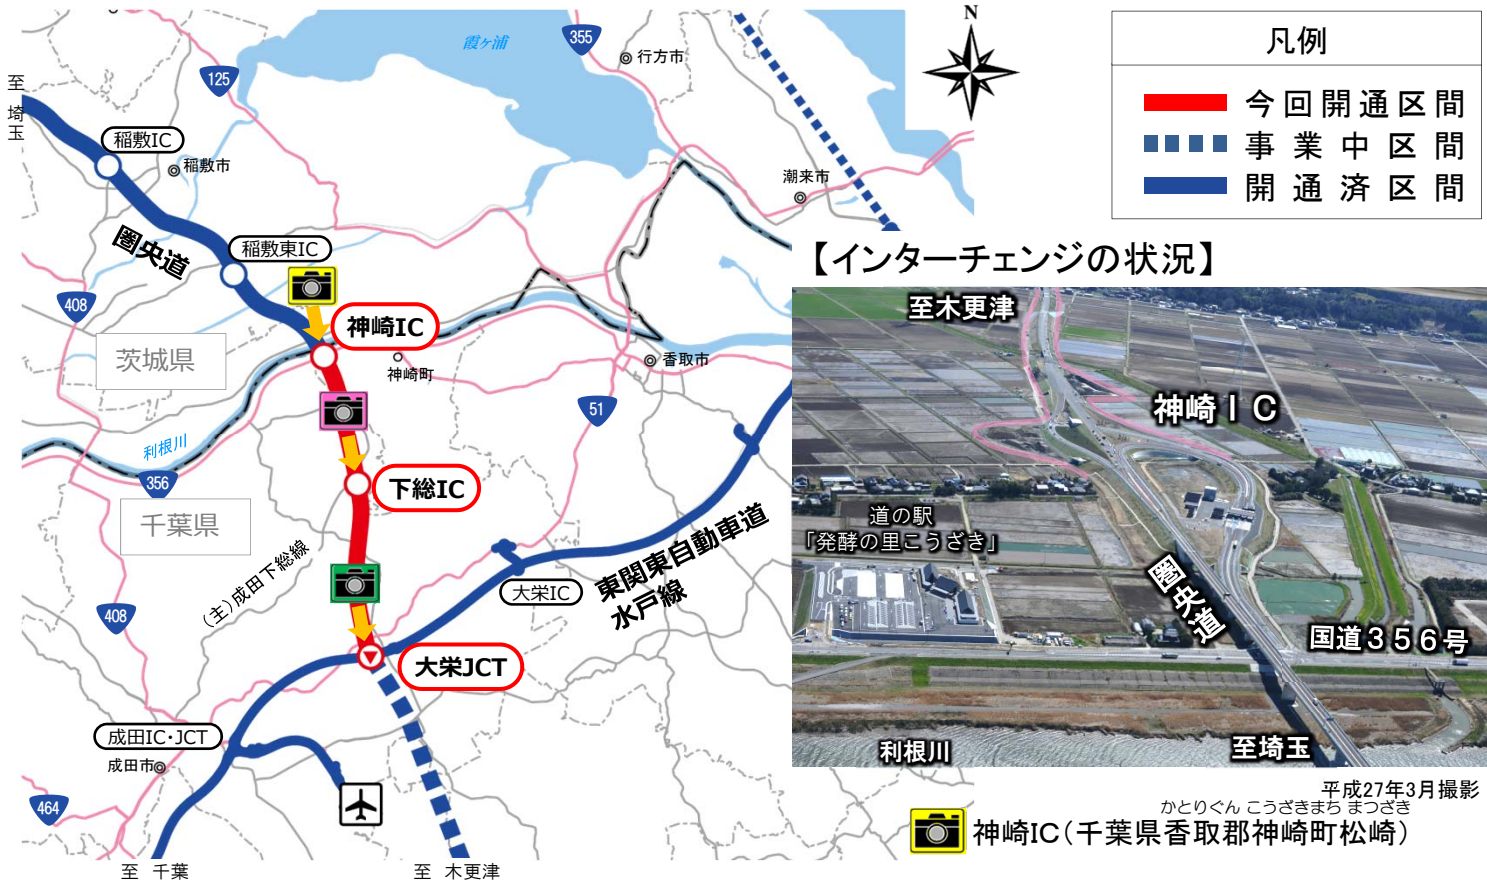 霞ヶ浦
355
行方市
125
至
埼
玉
稲敷IC
稲敷市
潮来市
圏央道
稲敷東IC
408
神崎IC
茨城県
神崎町
香取市
51
利根川
356
下総IC
千葉県
(主)成田下総線
大栄IC
東関東自動車道
水戸線
408
大栄JCT
成田IC・JCT
成田市
464
至 千葉
至 木更津
N
凡例
今回開通区間
事業中区間
開通済区間
【インターチェンジの状況】
至木更津
神崎IC
道の駅
「発酵の里こうざき」
圏央道
国道356号
利根川
至埼玉
平成27年3月撮影
かとりぐん こうざきまち まつざき
神崎IC(千葉県香取郡神崎町松崎)